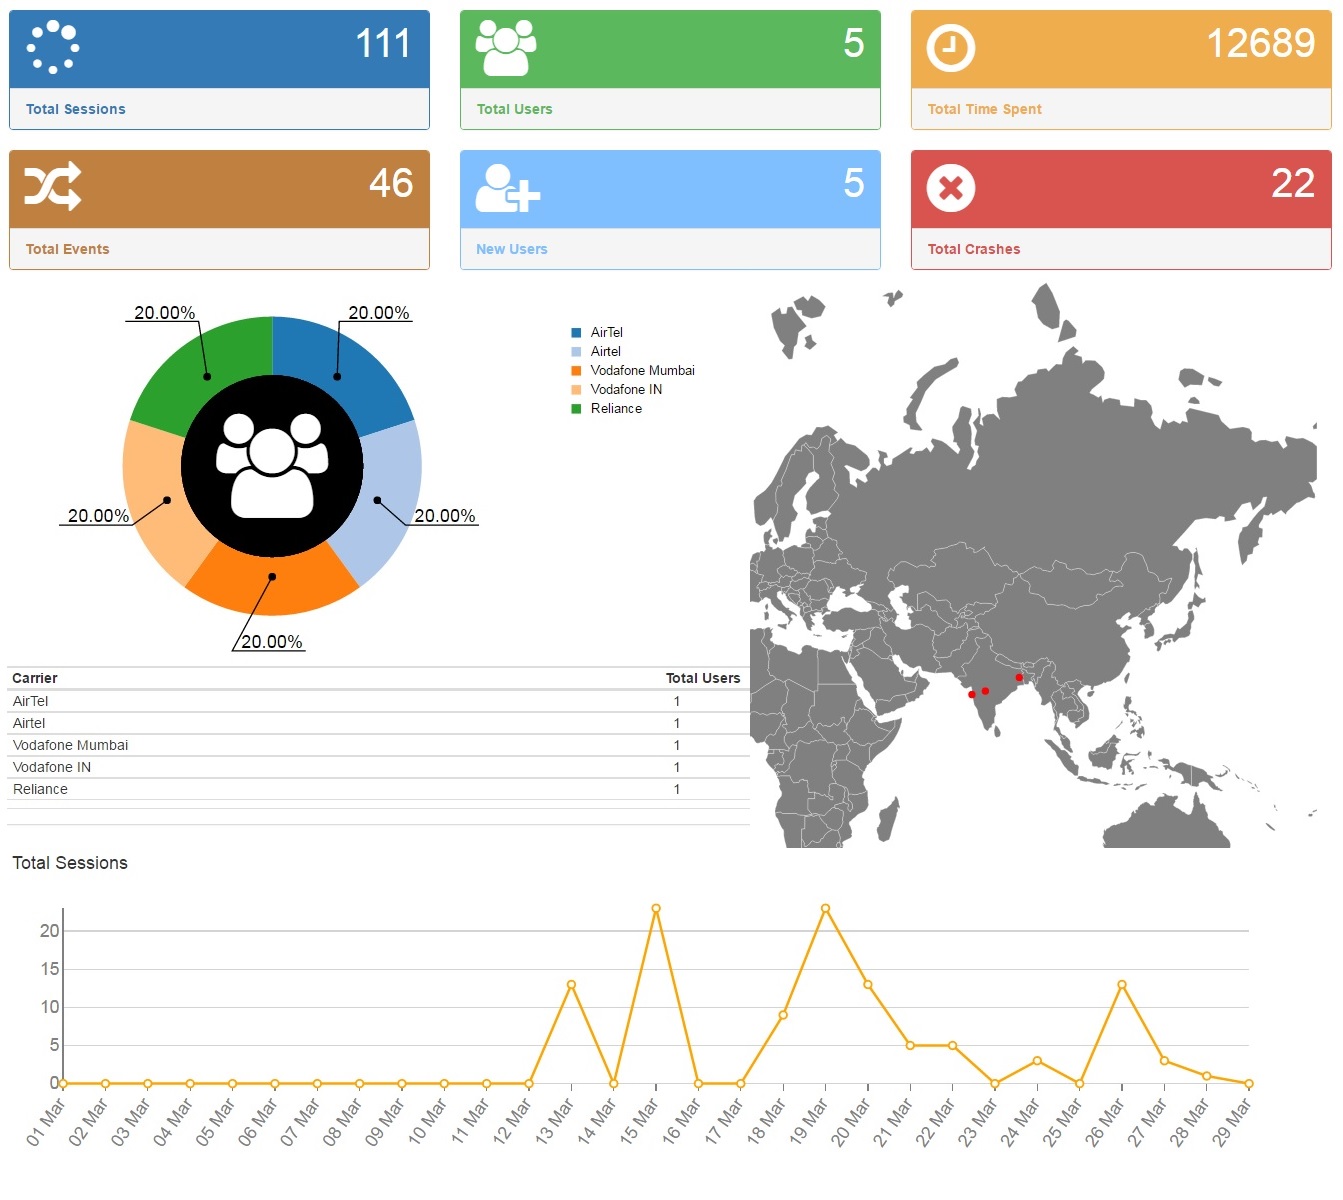 111
Total Sessions
5
Total Users
12689
Total Time Spent
46
Total Events
5
New Users
22
Total Crashes
20.00%
20.00%
20.00%
20.00%
20.00%
AirTel
Airtel
Vodafone Mumbai
Vodafone IN
Reliance
Carrier Total Users
AirTel 1
Airtel 1
Vodafone Mumbai 1
Vodafone IN 1
Reliance 1
Total Sessions
20
15
10
5
0
01 Mar 02 Mar 03 Mar 04 Mar 05 Mar 06 Mar 07 Mar 08 Mar 09 Mar 10 Mar 11 Mar 12 Mar 13 Mar 14 Mar 15 Mar 16 Mar 17 Mar 18 Mar 19 Mar 20 Mar 21 Mar 22 Mar 23 Mar 24 Mar 25 Mar 26 Mar 27 Mar 28 Mar 29 Mar